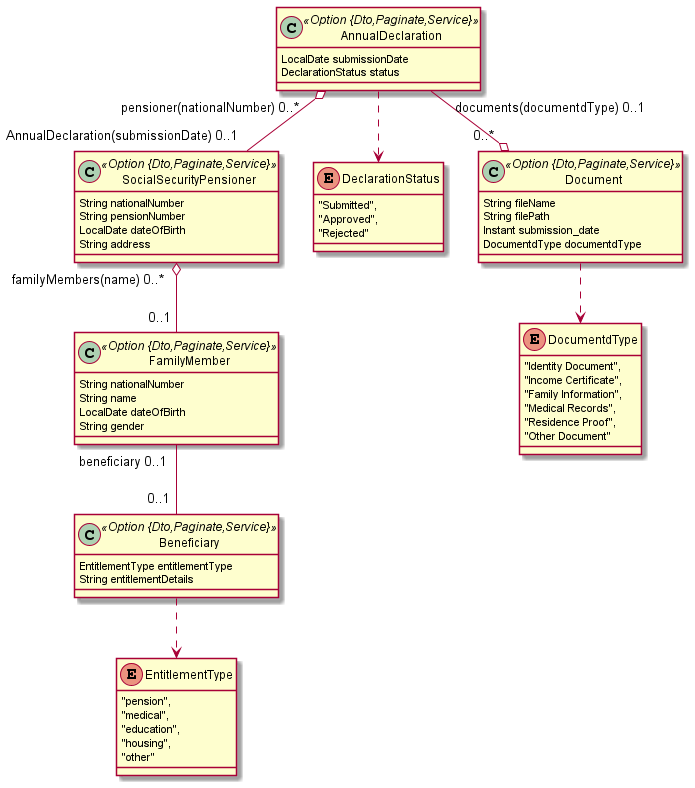 C «Option {Dto,Paginate,Service}»
AnnualDeclaration
LocalDate submissionDate
DeclarationStatus status
pensioner(nationalNumber) 0..*
documents(documentdType) 0..1
AnnualDeclaration(submissionDate) 0..1
0..*
C «Option {Dto,Paginate,Service}»
SocialSecurityPensioner
String nationalNumber
String pensionNumber
LocalDate dateOfBirth
String address
E DeclarationStatus
"Submitted",
"Approved",
"Rejected"
C «Option {Dto,Paginate,Service}»
Document
String fileName
String filePath
Instant submission_date
DocumentdType documentdType
familyMembers(name) 0..*
0..1
C «Option {Dto,Paginate,Service}»
FamilyMember
String nationalNumber
String name
LocalDate dateOfBirth
String gender
E DocumentdType
"Identity Document",
"Income Certificate",
"Family Information",
"Medical Records",
"Residence Proof",
"Other Document"
beneficiary 0..1
0..1
C «Option {Dto,Paginate,Service}»
Beneficiary
EntitlementType entitlementType
String entitlementDetails
E EntitlementType
"pension",
"medical",
"education",
"housing",
"other"